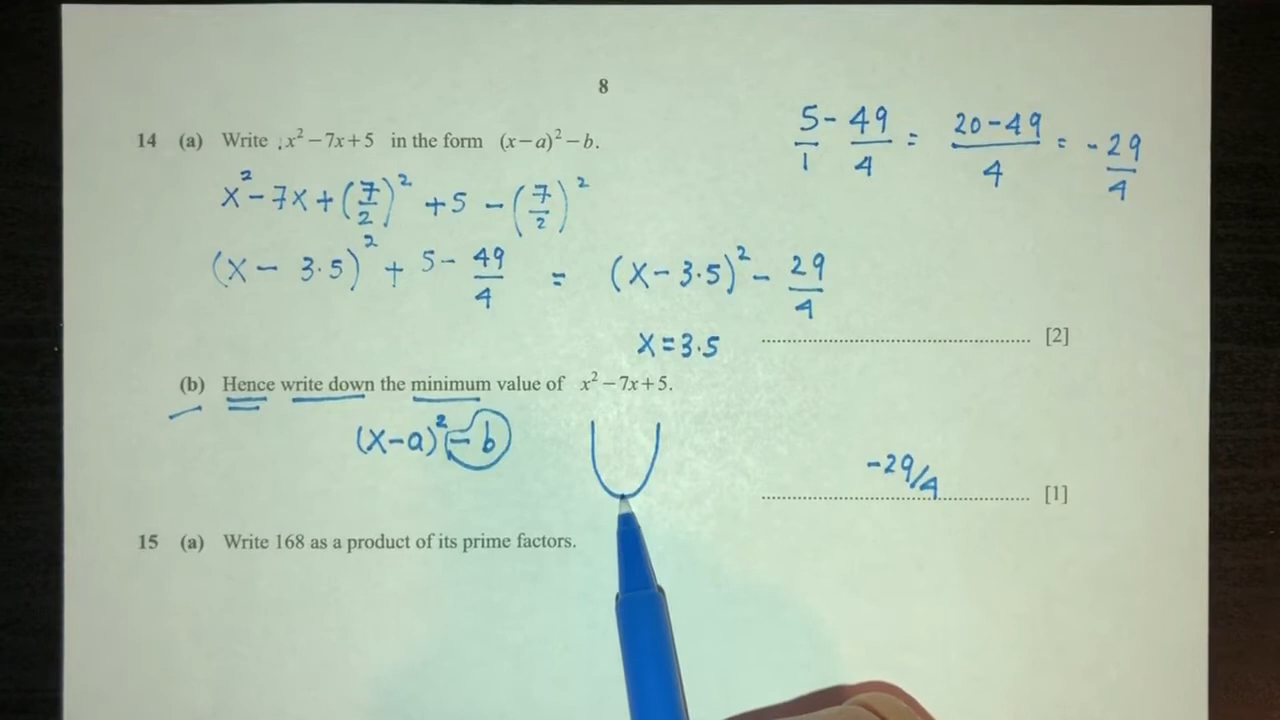 8
14 (a) Write x² − 7x + 5 in the form (x − a)² − b.
5/1 - 49/4 = (20-49)/4 = -29/4
x² - 7x + (7/2)² + 5 - (7/2)²
(x - 3.5)² + 5 - 49/4 = (x - 3.5)² - 29/4
x = 3.5
[2]
(b) Hence write down the minimum value of x² − 7x + 5.
(x-a)² - b
-29/4
[1]
15 (a) Write 168 as a product of its prime factors.